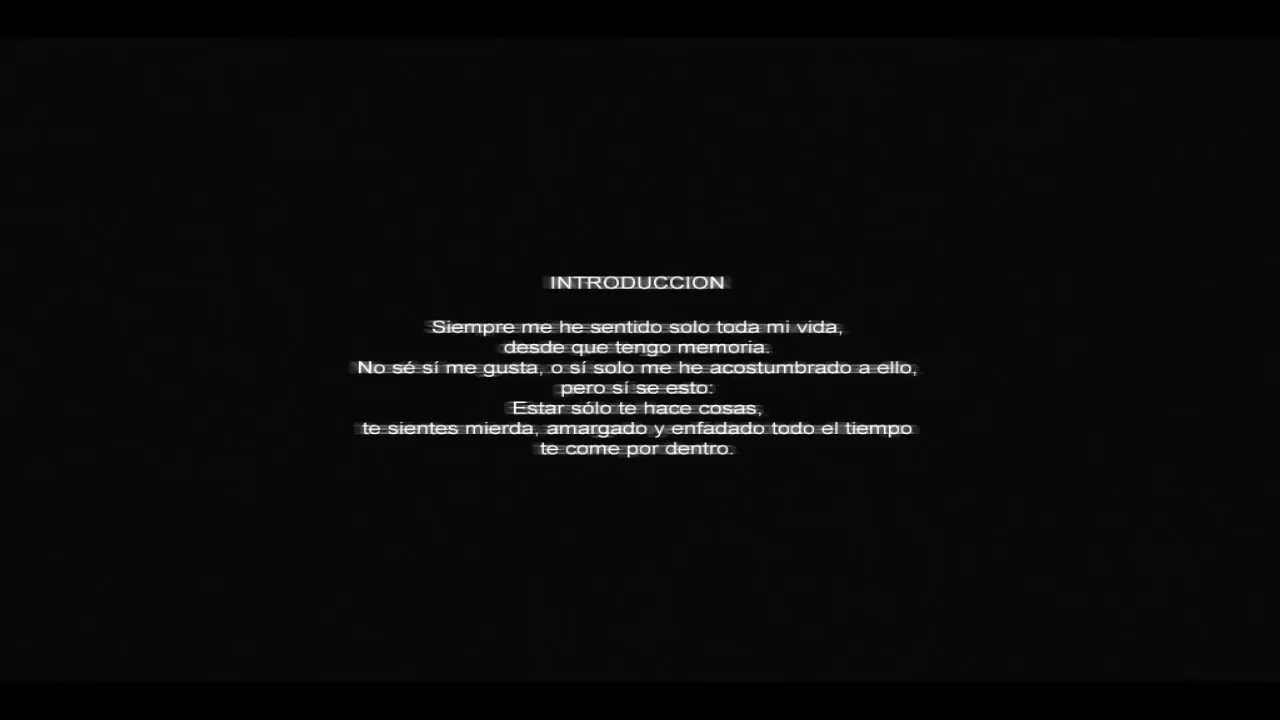 INTRODUCCION
Siempre me he sentido solo toda mi vida,
desde que tengo memoria.
No sé sí me gusta, o sí solo me he acostumbrado a ello,
pero sí se esto:
Estar sólo te hace cosas,
te sientes mierda, amargado y enfadado todo el tiempo
te come por dentro.